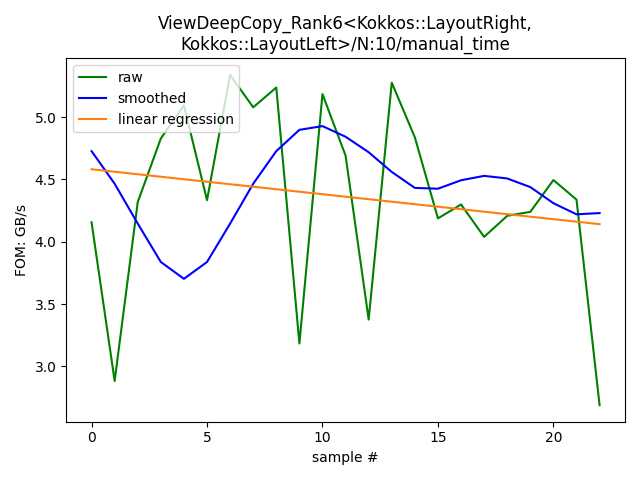 ViewDeepCopy_Rank6<Kokkos::LayoutRight,
Kokkos::LayoutLeft>/N:10/manual_time
raw
smoothed
linear regression
FOM: GB/s
5.0
4.5
4.0
3.5
3.0
0
5
10
15
20
sample #